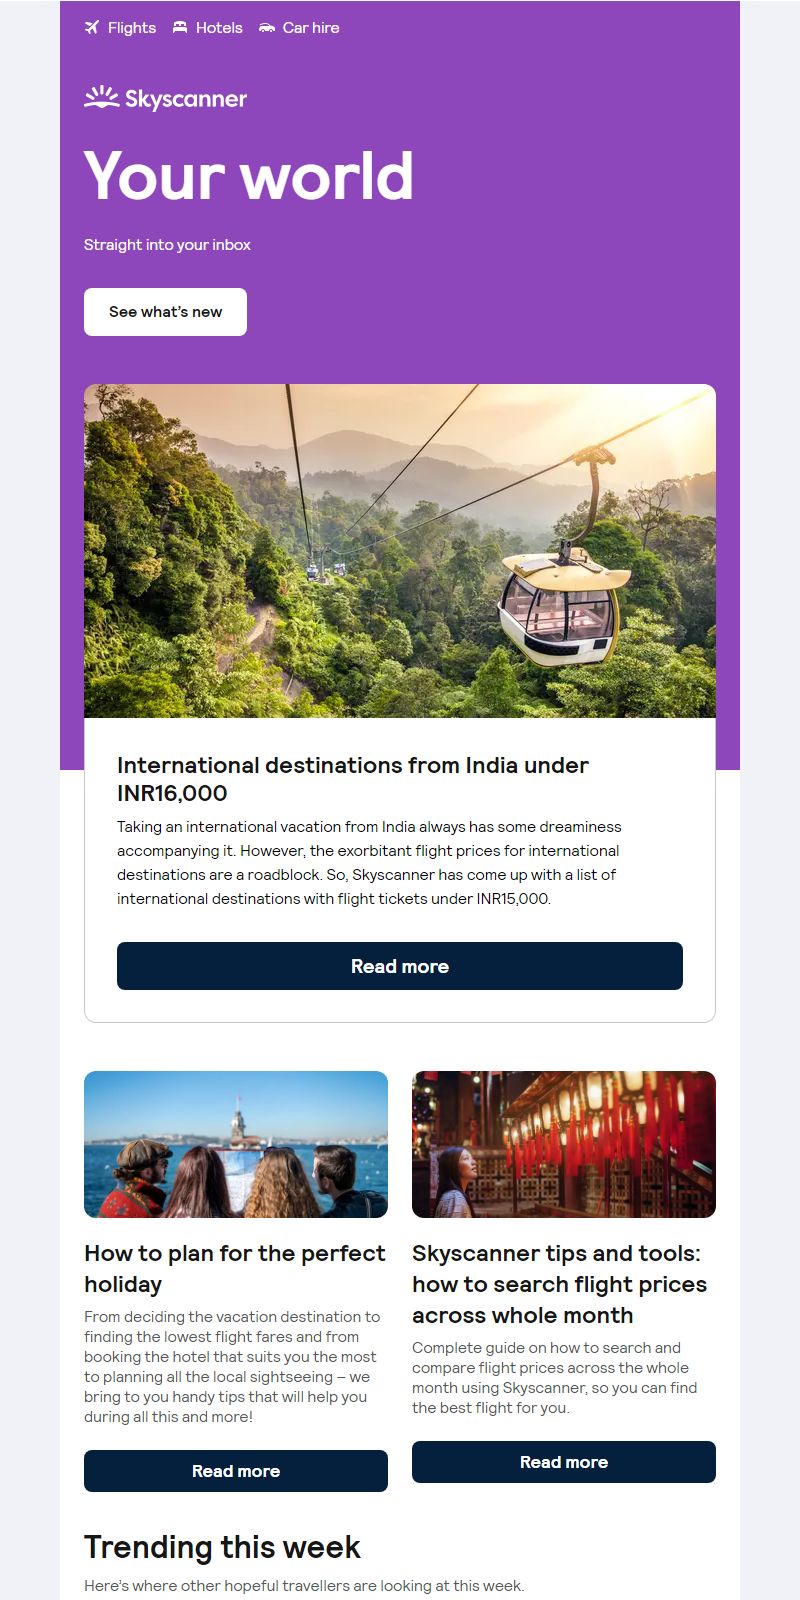 Flights Hotels Car hire
Skyscanner
Your world
Straight into your inbox
See what’s new
International destinations from India under
INR16,000
Taking an international vacation from India always has some dreaminess
accompanying it. However, the exorbitant flight prices for international
destinations are a roadblock. So, Skyscanner has come up with a list of
international destinations with flight tickets under INR15,000.
Read more
How to plan for the perfect
holiday
From deciding the vacation destination to
finding the lowest flight fares and from
booking the hotel that suits you the most
to planning all the local sightseeing – we
bring to you handy tips that will help you
during all this and more!
Read more
Skyscanner tips and tools:
how to search flight prices
across whole month
Complete guide on how to search and
compare flight prices across the whole
month using Skyscanner, so you can find
the best flight for you.
Read more
Trending this week
Here’s where other hopeful travellers are looking at this week.